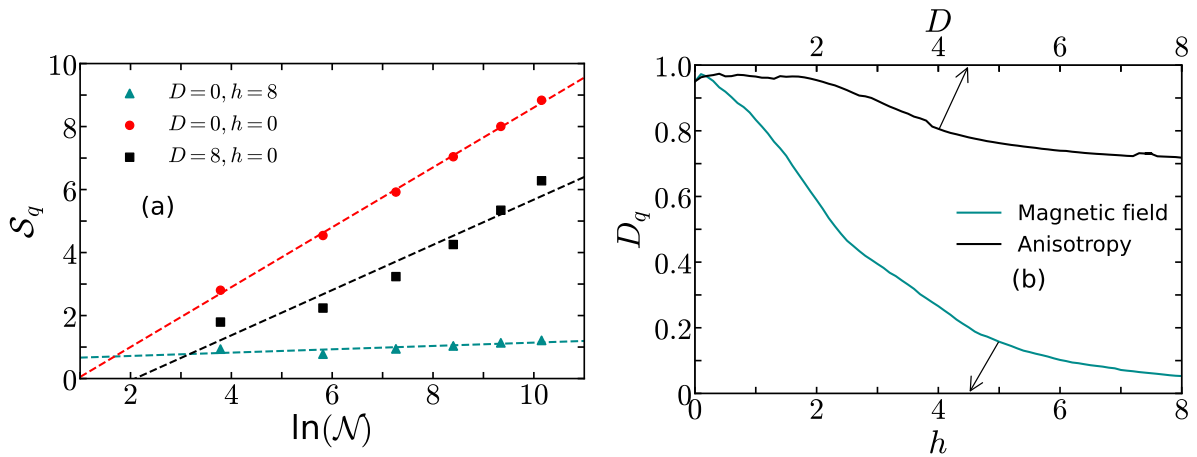 10
8
6
4
2
0
2
4
6
8
10
S_q
ln(N)
D = 0, h = 8
D = 0, h = 0
D = 8, h = 0
(a)
D
2
4
6
8
1.0
0.8
0.6
0.4
0.2
0
D_q
Magnetic field
Anisotropy
(b)
0
2
4
6
8
h